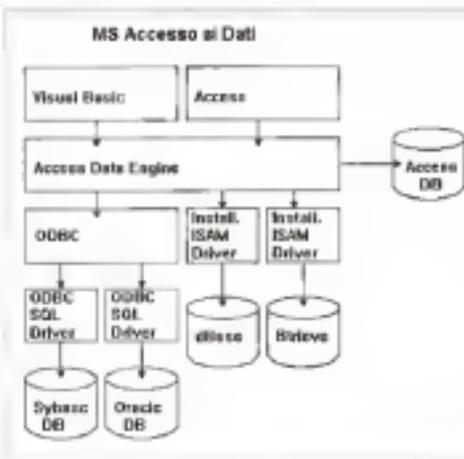 MS Accesso ai Dati
Visual Basic
Access
Access Data Engine
Access
DB
ODBC
Install.
ISAM
Driver
Install.
ISAM
Driver
ODBC
SQL
Driver
ODBC
SQL
Driver
dBase
Btrieve
Sybase
DB
Oracle
DB